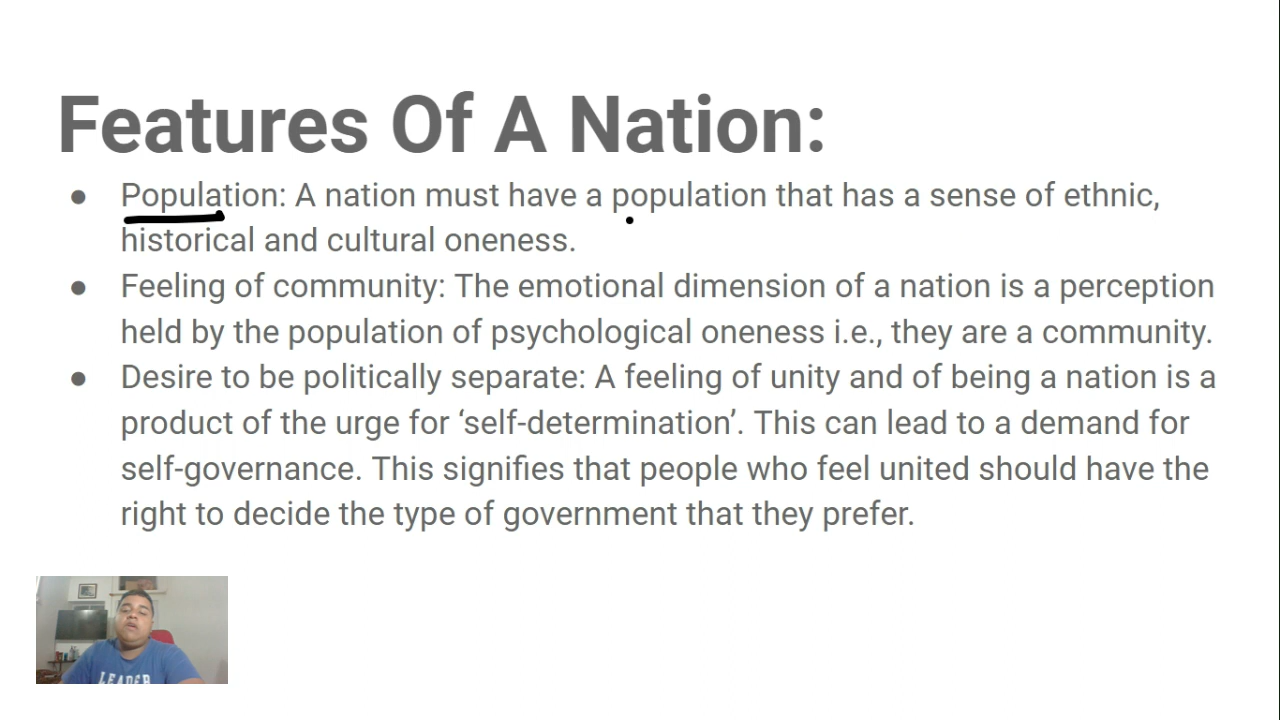 Features Of A Nation:
● Population: A nation must have a population that has a sense of ethnic,
historical and cultural oneness.
● Feeling of community: The emotional dimension of a nation is a perception
held by the population of psychological oneness i.e., they are a community.
● Desire to be politically separate: A feeling of unity and of being a nation is a
product of the urge for ‘self-determination’. This can lead to a demand for
self-governance. This signifies that people who feel united should have the
right to decide the type of government that they prefer.
LEADER